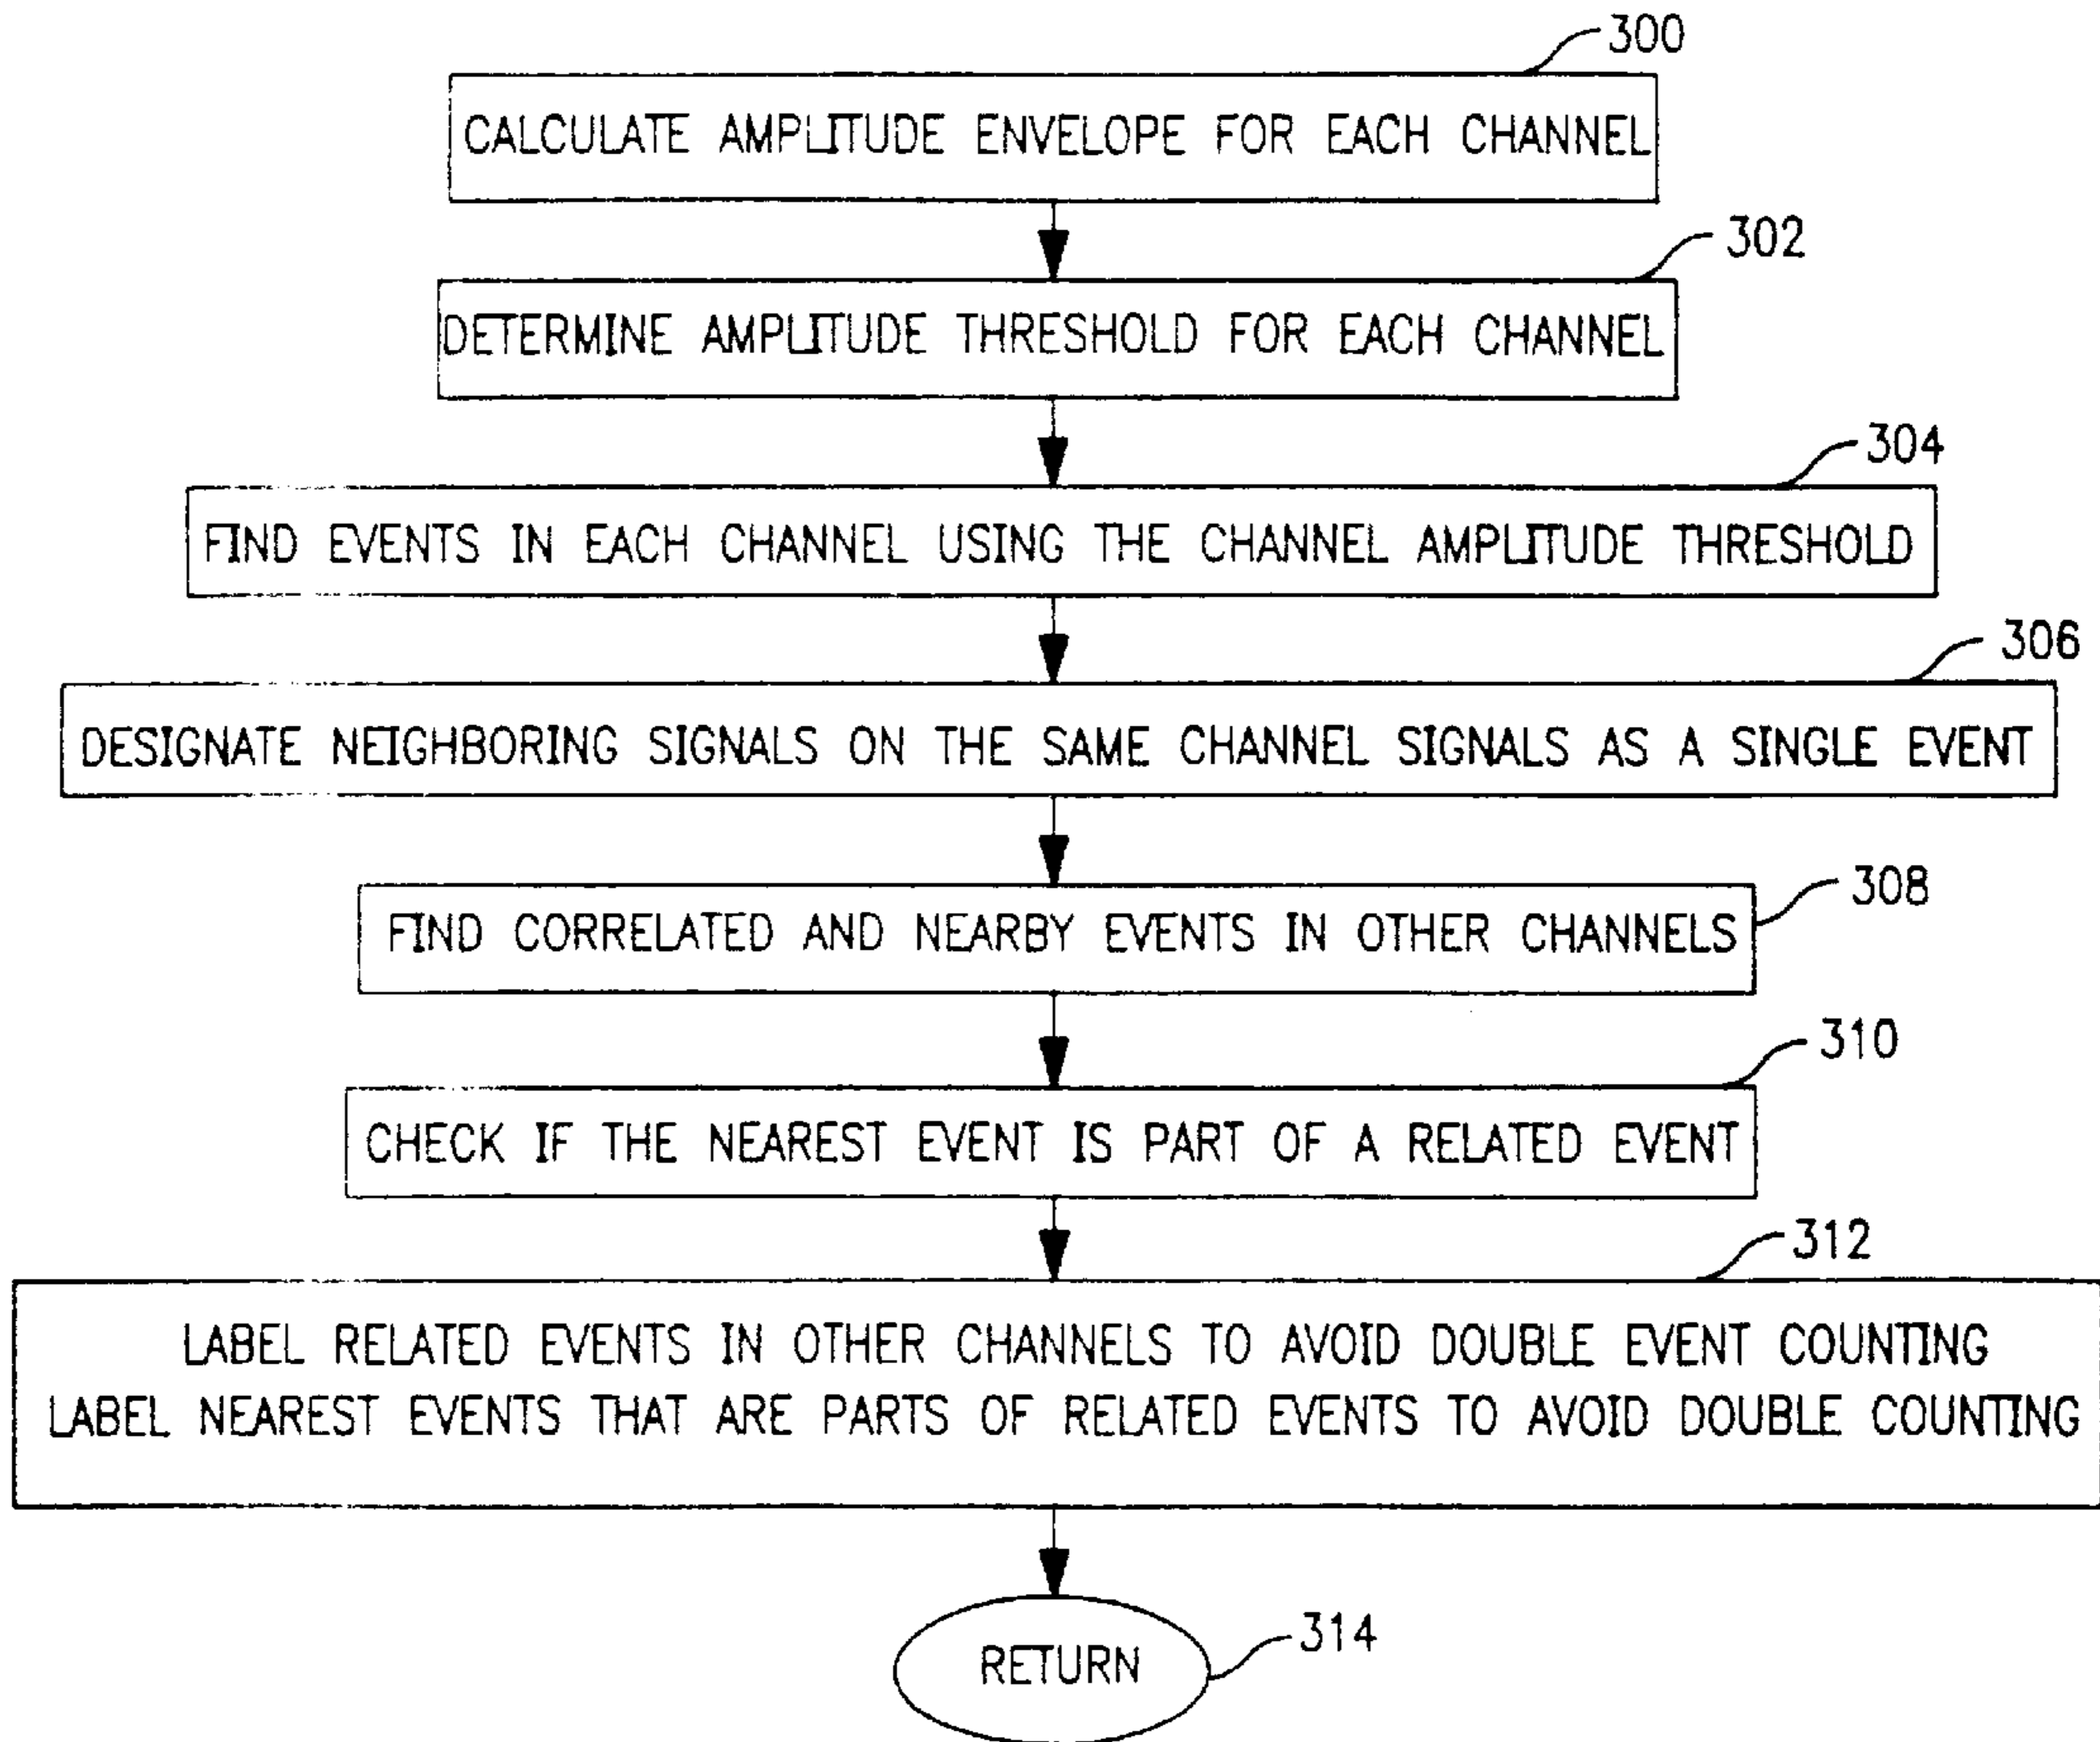 300
CALCULATE AMPLITUDE ENVELOPE FOR EACH CHANNEL
302
DETERMINE AMPLITUDE THRESHOLD FOR EACH CHANNEL
304
FIND EVENTS IN EACH CHANNEL USING THE CHANNEL AMPLITUDE THRESHOLD
306
DESIGNATE NEIGHBORING SIGNALS ON THE SAME CHANNEL SIGNALS AS A SINGLE EVENT
308
FIND CORRELATED AND NEARBY EVENTS IN OTHER CHANNELS
310
CHECK IF THE NEAREST EVENT IS PART OF A RELATED EVENT
312
LABEL RELATED EVENTS IN OTHER CHANNELS TO AVOID DOUBLE EVENT COUNTING
LABEL NEAREST EVENTS THAT ARE PARTS OF RELATED EVENTS TO AVOID DOUBLE COUNTING
RETURN
314